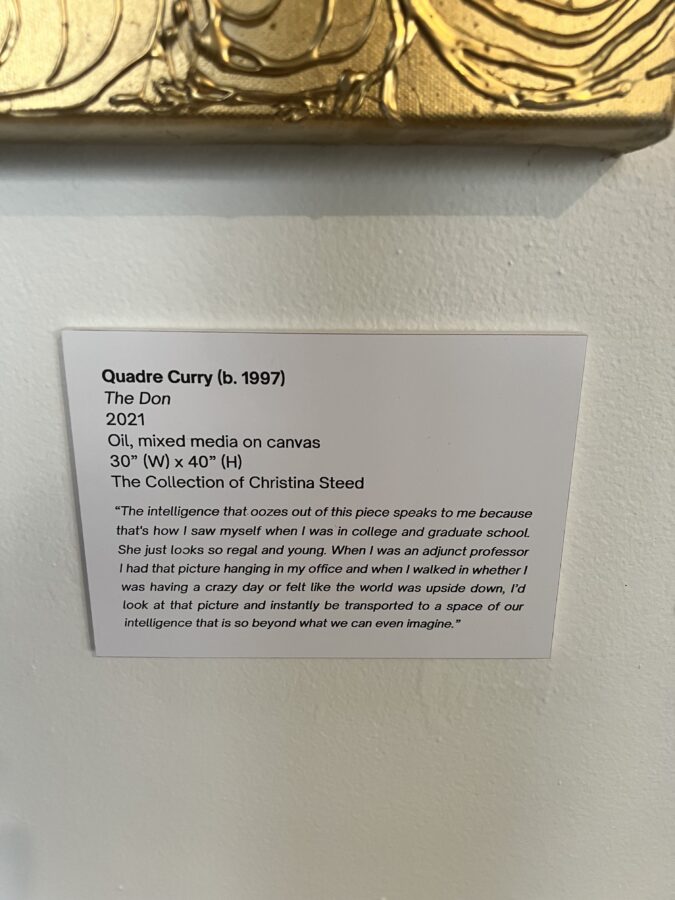 Quadre Curry (b. 1997)
The Don
2021
Oil, mixed media on canvas
30” (W) x 40” (H)
The Collection of Christina Steed
“The intelligence that oozes out of this piece speaks to me because
that's how I saw myself when I was in college and graduate school.
She just looks so regal and young. When I was an adjunct professor
I had that picture hanging in my office and when I walked in whether I
was having a crazy day or felt like the world was upside down, I’d
look at that picture and instantly be transported to a space of our
intelligence that is so beyond what we can even imagine.”